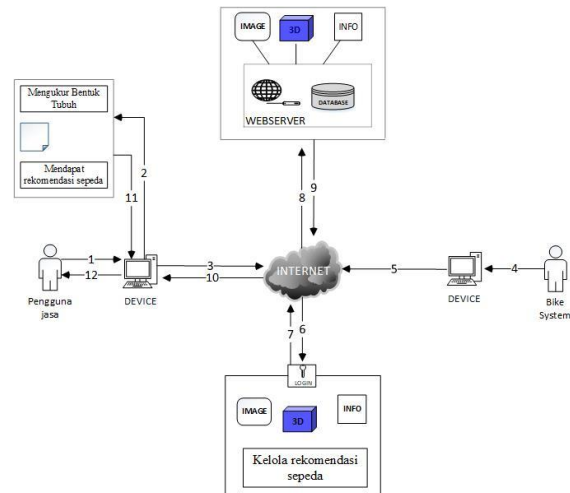 IMAGE
3D
INFO
WEBSERVER
DATABASE
Mengukur Bentuk
Tubuh
Mendapat
rekomendasi sepeda
2
11
8
9
1
12
Pengguna
jasa
DEVICE
3
10
INTERNET
5
DEVICE
4
Bike
System
7
6
LOGIN
IMAGE
3D
INFO
Kelola rekomendasi
sepeda